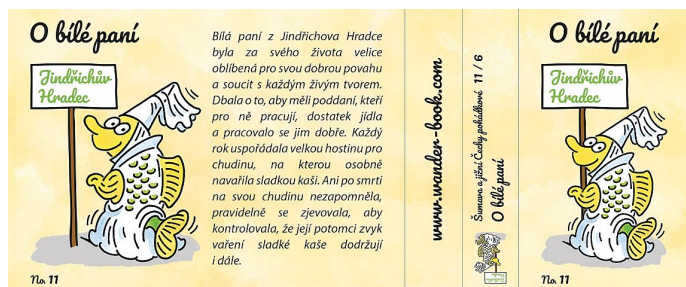 O bílé paní
Jindřichův
Hradec
No. 11
Bílá paní z Jindřichova Hradce
byla za svého života velice
oblíbená pro svou dobrou povahu
a soucit s každým živým tvorem.
Dbala o to, aby měli poddaní, kteří
pro ně pracují, dostatek jídla
a pracovalo se jim dobře. Každý
rok uspořádala velkou hostinu pro
chudinu, na kterou osobně
navařila sladkou kaši. Ani po smrti
na svou chudinu nezapomněla,
pravidelně se zjevovala, aby
kontrolovala, že její potomci zvyk
vaření sladké kaše dodržují
i dále.
www.wander-book.com
Šumava a jižní Čechy pohádkové 11 / 6
O bílé paní
O bílé paní
Jindřichův
Hradec
No. 11